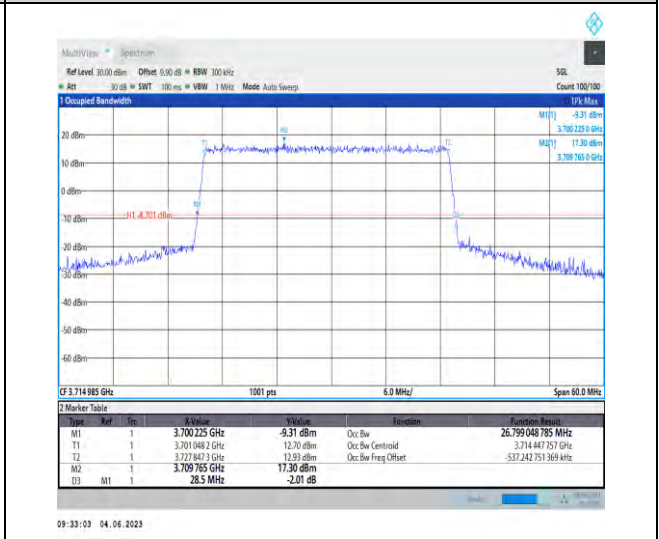 MultiView Spectrum
Ref Level 30.00 dBm Offset 9.90 dB RBW 300 kHz SGL
Att 30 dB SWT 100 ms VBW 1 MHz Mode Auto Sweep Count 100/100
1 Occupied Bandwidth 1Pk Max
M1[1] -9.31 dBm
3.700 225 0 GHz
M2[1] 17.30 dBm
3.709 765 0 GHz
20 dBm
M2
T1 T2
10 dBm
0 dBm
M1
H1 -8.701 dBm
-10 dBm
D3
-20 dBm
-30 dBm
-40 dBm
-50 dBm
-60 dBm
CF 3.714 985 GHz 1001 pts 6.0 MHz/ Span 60.0 MHz
2 Marker Table
Type Ref Trc X-Value Y-Value Function Function Result
M1 1 3.700 225 GHz -9.31 dBm Occ Bw 26.799 048 785 MHz
T1 1 3.701 048 2 GHz 12.70 dBm Occ Bw Centroid 3.714 447 757 GHz
T2 1 3.727 847 3 GHz 12.93 dBm Occ Bw Freq Offset -537.242 751 369 kHz
M2 1 3.709 765 GHz 17.30 dBm
D3 M1 1 28.5 MHz -2.01 dB
09:33:03 04.06.2023